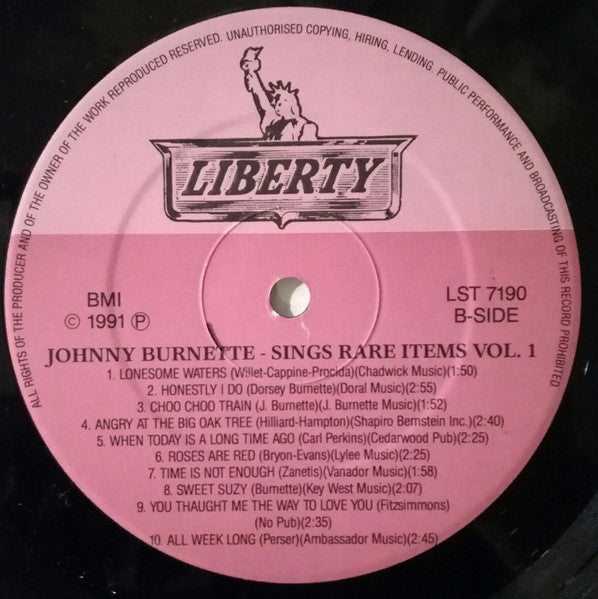 ALL RIGHTS OF THE PRODUCER AND OF THE OWNER OF THE WORK REPRODUCED RESERVED. UNAUTHORISED COPYING, HIRING, LENDING. PUBLIC PERFORMANCE AND BROADCASTING OF THIS RECORD PROHIBITED.
LIBERTY
BMI
© 1991 ℗
LST 7190
B-SIDE
JOHNNY BURNETTE - SINGS RARE ITEMS VOL. 1
1. LONESOME WATERS (Willet-Cappine-Procida)(Chadwick Music)(1:50)
2. HONESTLY I DO (Dorsey Burnette)(Doral Music)(2:55)
3. CHOO CHOO TRAIN (J. Burnette)(J. Burnette Music)(1:52)
4. ANGRY AT THE BIG OAK TREE (Hilliard-Hampton)(Shapiro Bernstein Inc.)(2:40)
5. WHEN TODAY IS A LONG TIME AGO (Carl Perkins)(Cedarwood Pub)(2:25)
6. ROSES ARE RED (Bryon-Evans)(Lylee Music)(2:25)
7. TIME IS NOT ENOUGH (Zanetis)(Vanador Music)(1:58)
8. SWEET SUZY (Burnette)(Key West Music)(2:07)
9. YOU THAUGHT ME THE WAY TO LOVE YOU (Fitzsimmons)
(No Pub)(2:35)
10. ALL WEEK LONG (Perser)(Ambassador Music)(2:45)